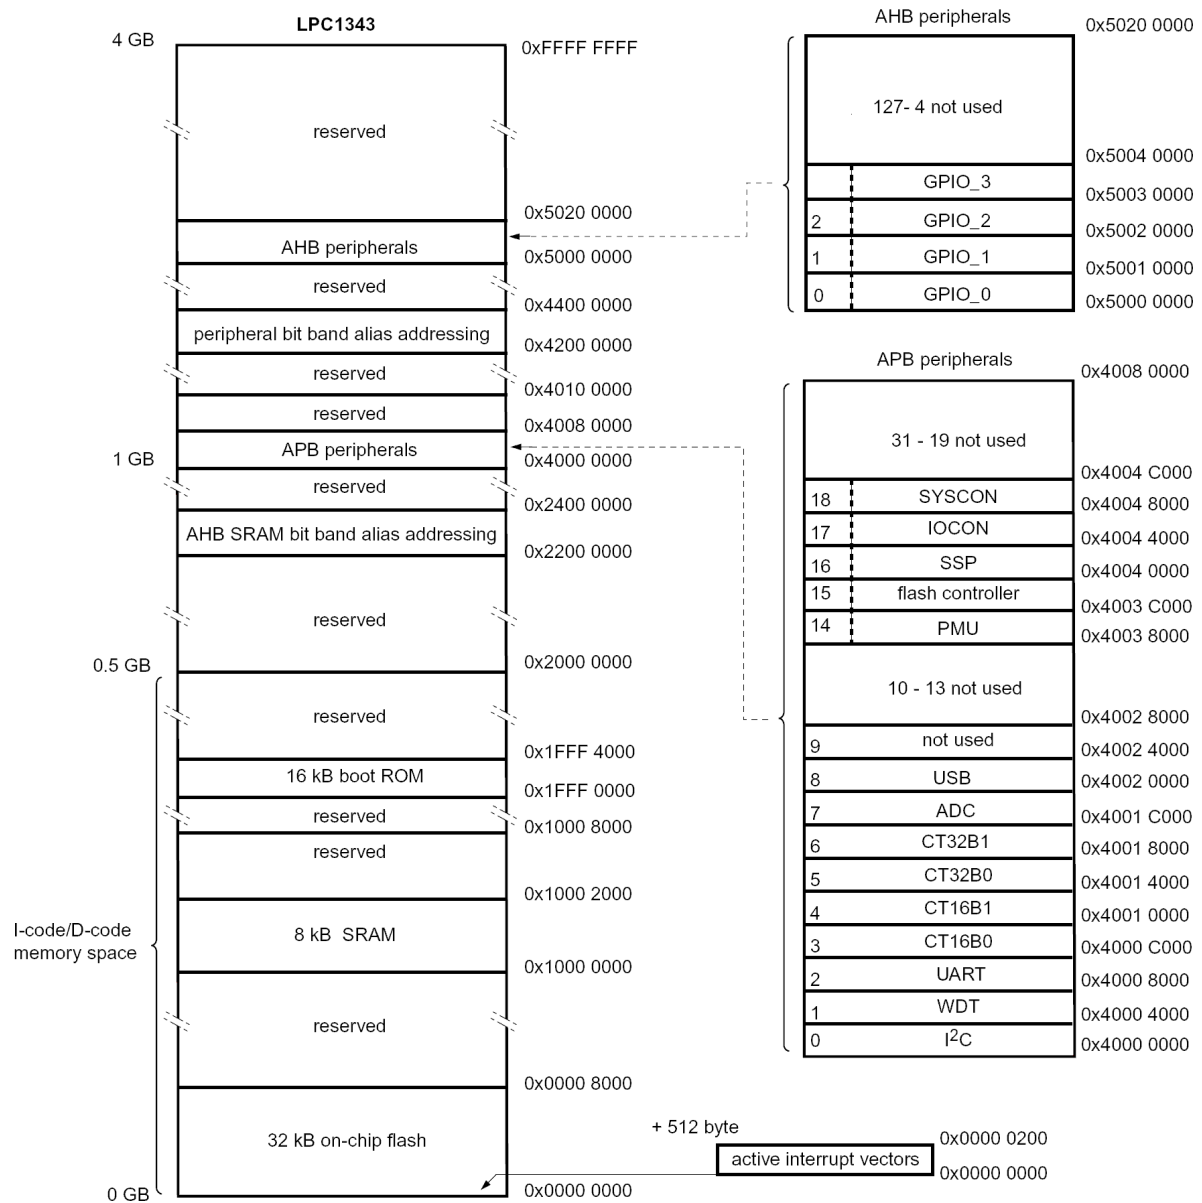 LPC1343
4 GB
0xFFFF FFFF
reserved
0x5020 0000
AHB peripherals
0x5000 0000
reserved
0x4400 0000
peripheral bit band alias addressing
0x4200 0000
reserved
0x4010 0000
reserved
0x4008 0000
APB peripherals
1 GB
0x4000 0000
reserved
0x2400 0000
AHB SRAM bit band alias addressing
0x2200 0000
reserved
0.5 GB
0x2000 0000
reserved
0x1FFF 4000
16 kB boot ROM
0x1FFF 0000
reserved
0x1000 8000
reserved
0x1000 2000
I-code/D-code
memory space
8 kB SRAM
0x1000 0000
reserved
0x0000 8000
32 kB on-chip flash
0 GB
0x0000 0000
AHB peripherals
0x5020 0000
127- 4 not used
0x5004 0000
GPIO_3
0x5003 0000
2 GPIO_2
0x5002 0000
1 GPIO_1
0x5001 0000
0 GPIO_0
0x5000 0000
APB peripherals
0x4008 0000
31 - 19 not used
0x4004 C000
18 SYSCON
0x4004 8000
17 IOCON
0x4004 4000
16 SSP
0x4004 0000
15 flash controller
0x4003 C000
14 PMU
0x4003 8000
10 - 13 not used
0x4002 8000
9 not used
0x4002 4000
8 USB
0x4002 0000
7 ADC
0x4001 C000
6 CT32B1
0x4001 8000
5 CT32B0
0x4001 4000
4 CT16B1
0x4001 0000
3 CT16B0
0x4000 C000
2 UART
0x4000 8000
1 WDT
0x4000 4000
0 I²C
0x4000 0000
+ 512 byte
0x0000 0200
active interrupt vectors
0x0000 0000